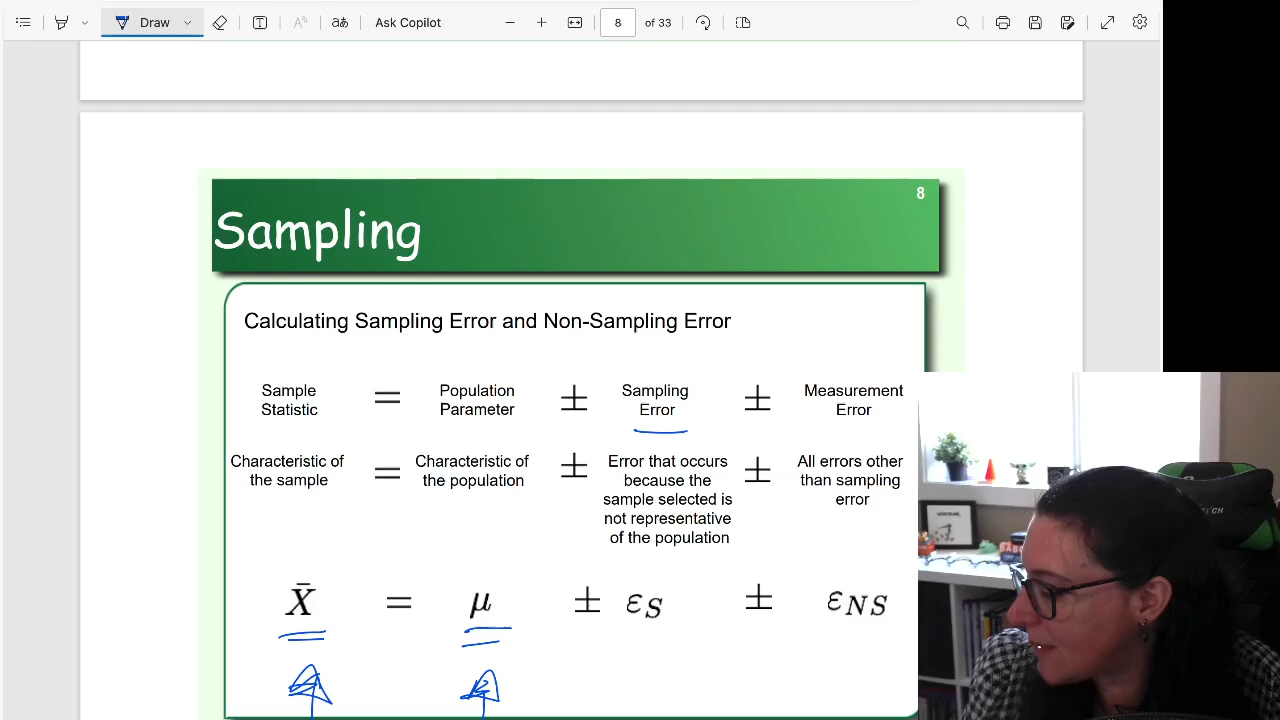 Draw
Ask Copilot
8
of 33
8
Sampling
Calculating Sampling Error and Non-Sampling Error
Sample Statistic = Population Parameter ± Sampling Error ± Measurement Error
Characteristic of the sample = Characteristic of the population ± Error that occurs because the sample selected is not representative of the population ± All errors other than sampling error
X̄ = μ ± εS ± εNS